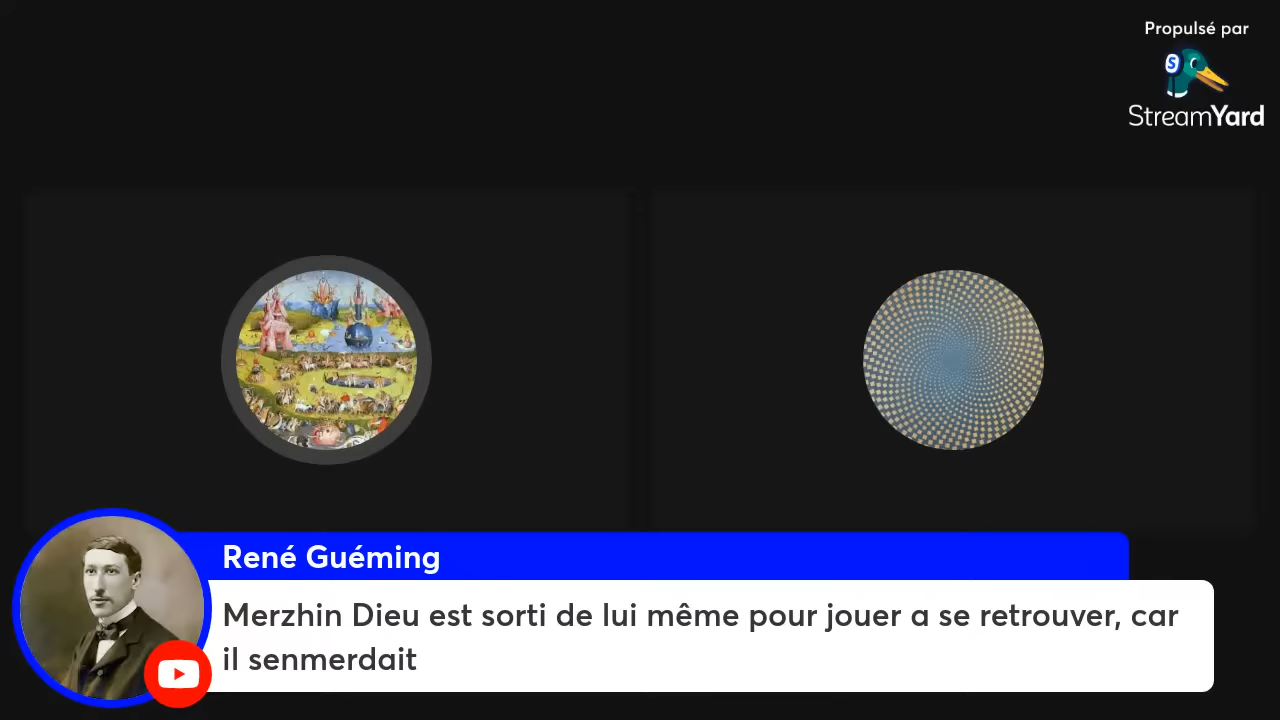 Propulsé par
S
StreamYard
René Guéming
Merzhin Dieu est sorti de lui même pour jouer a se retrouver, car
il senmerdait